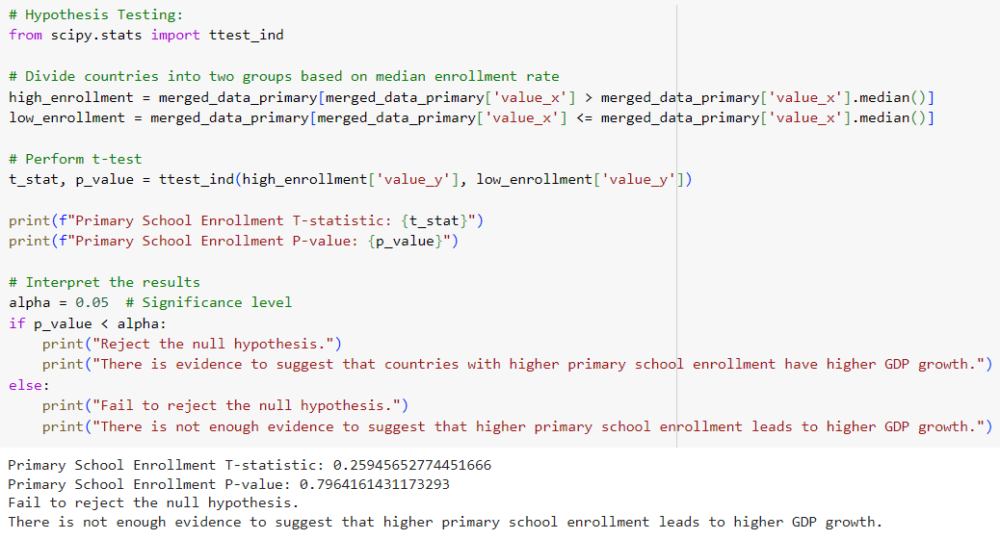 # Hypothesis Testing:
from scipy.stats import ttest_ind
# Divide countries into two groups based on median enrollment rate
high_enrollment = merged_data_primary[merged_data_primary['value_x'] > merged_data_primary['value_x'].median()]
low_enrollment = merged_data_primary[merged_data_primary['value_x'] <= merged_data_primary['value_x'].median()]
# Perform t-test
t_stat, p_value = ttest_ind(high_enrollment['value_y'], low_enrollment['value_y'])
print(f"Primary School Enrollment T-statistic: {t_stat}")
print(f"Primary School Enrollment P-value: {p_value}")
# Interpret the results
alpha = 0.05  # Significance level
if p_value < alpha:
    print("Reject the null hypothesis.")
    print("There is evidence to suggest that countries with higher primary school enrollment have higher GDP growth.")
else:
    print("Fail to reject the null hypothesis.")
    print("There is not enough evidence to suggest that higher primary school enrollment leads to higher GDP growth.")
Primary School Enrollment T-statistic: 0.25945652774451666
Primary School Enrollment P-value: 0.7964161431173293
Fail to reject the null hypothesis.
There is not enough evidence to suggest that higher primary school enrollment leads to higher GDP growth.